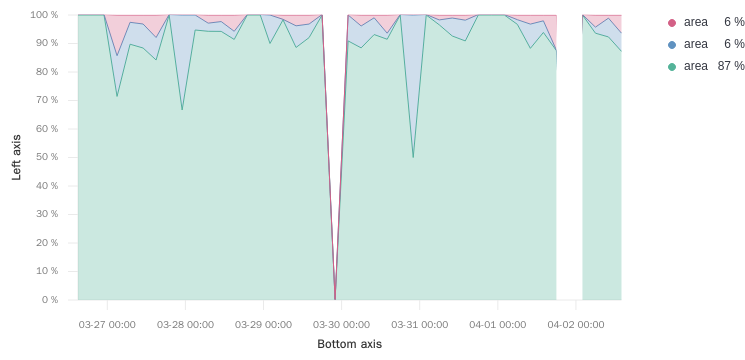 100 %
90 %
80 %
70 %
60 %
50 %
40 %
30 %
20 %
10 %
0 %
Left axis
03-27 00:00 03-28 00:00 03-29 00:00 03-30 00:00 03-31 00:00 04-01 00:00 04-02 00:00
Bottom axis
area 6 %
area 6 %
area 87 %